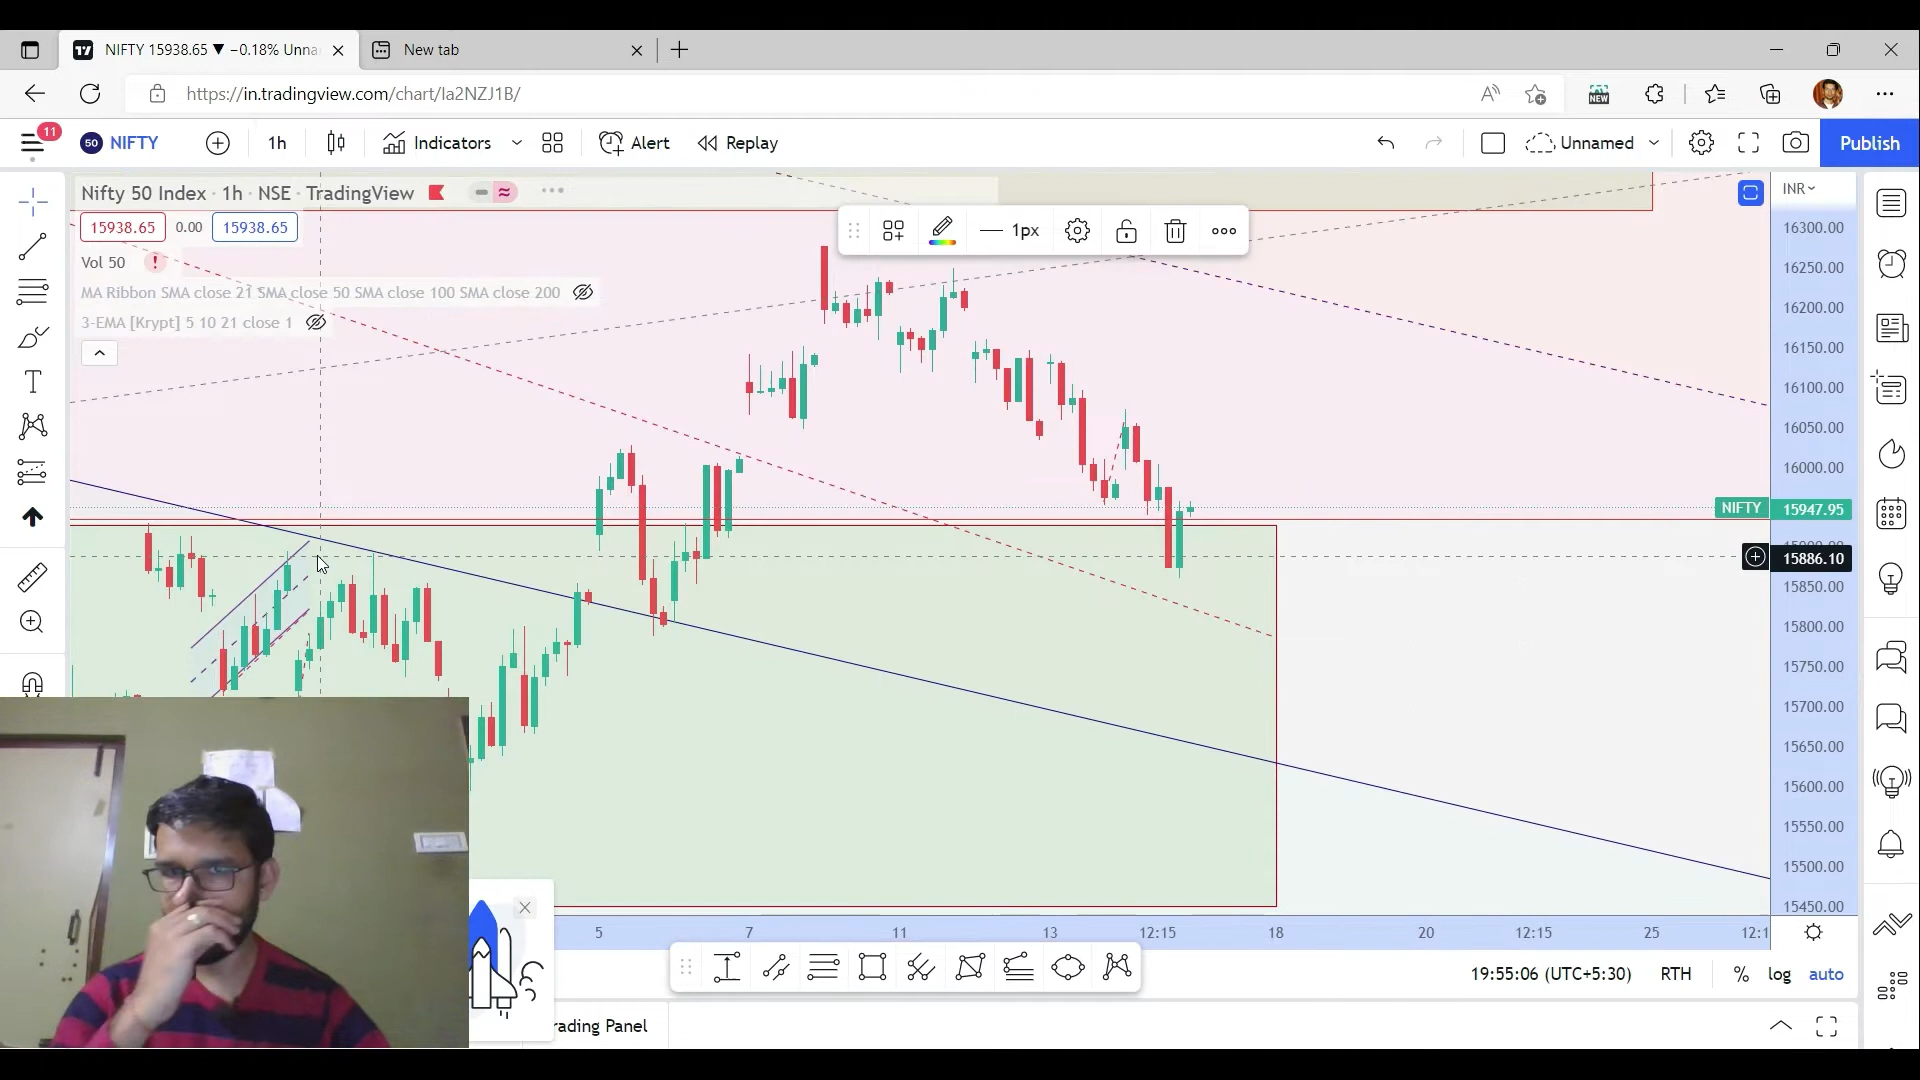 NIFTY 15938.65 ▼ −0.18% Unna
New tab
https://in.tradingview.com/chart/Ia2NZJ1B/
NEW
11
50 NIFTY
1h
Indicators
Alert
Replay
Unnamed
Publish
Nifty 50 Index · 1h · NSE · TradingView
INR
15938.65 0.00 15938.65
1px
Vol 50
MA Ribbon SMA close 21 SMA close 50 SMA close 100 SMA close 200
3-EMA [Krypt] 5 10 21 close 1
16300.00
16250.00
16200.00
16150.00
16100.00
16050.00
16000.00
NIFTY 15947.95
15886.10
15850.00
15800.00
15750.00
15700.00
15650.00
15600.00
15550.00
15500.00
15450.00
5 7 11 13 12:15 18 20 12:15 25 12:1
19:55:06 (UTC+5:30) RTH % log auto
rading Panel